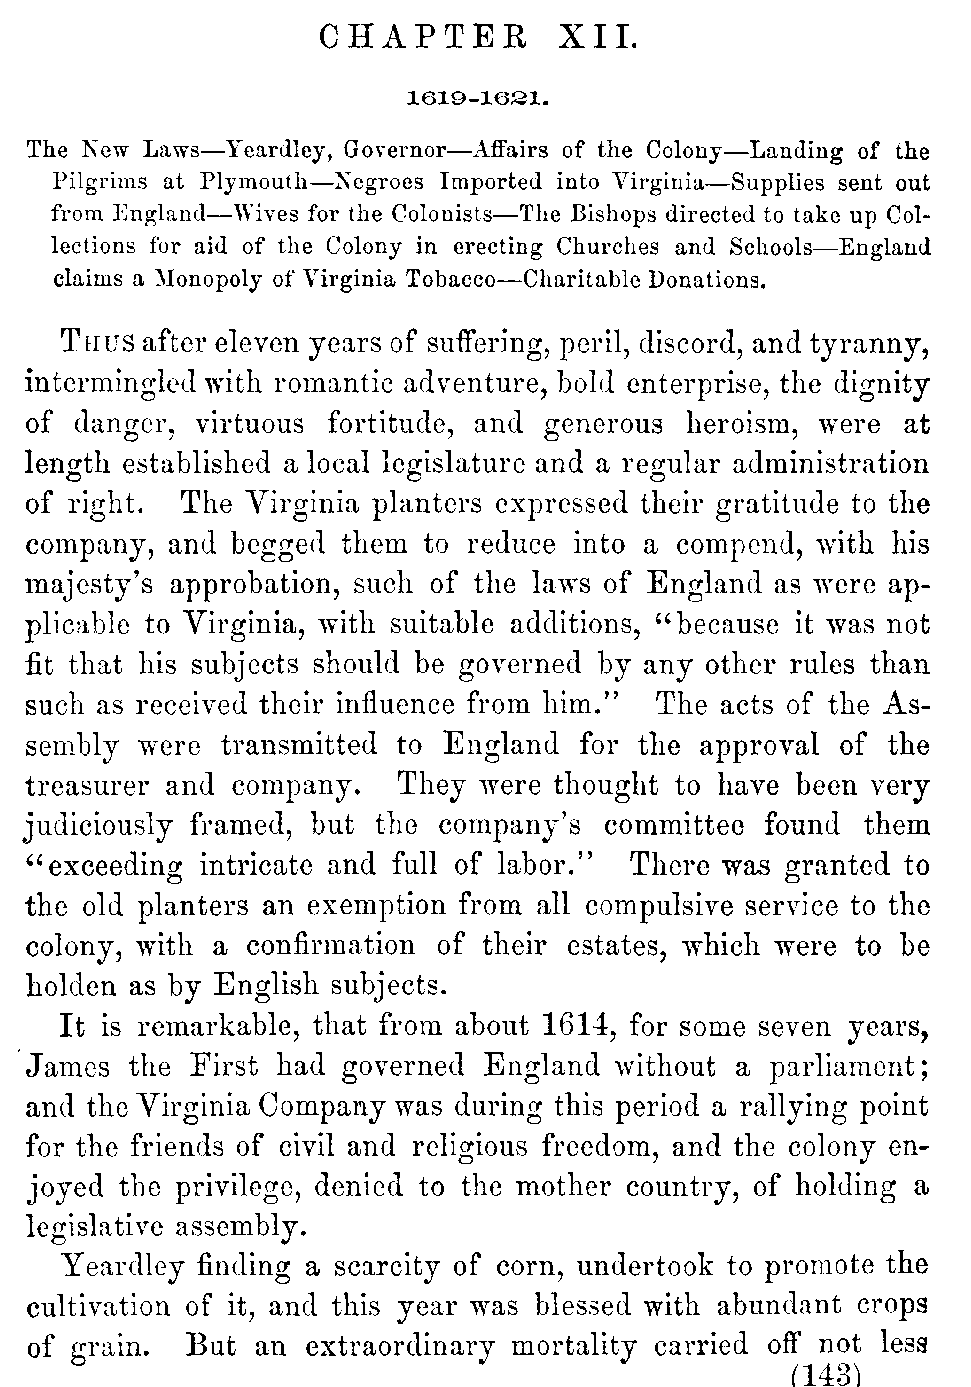 CHAPTER XII.
1619-1621.
The New Laws—Yeardley, Governor—Affairs of the Colony—Landing of the
Pilgrims at Plymouth—Negroes Imported into Virginia—Supplies sent out
from England—Wives for the Colonists—The Bishops directed to take up Col-
lections for aid of the Colony in erecting Churches and Schools—England
claims a Monopoly of Virginia Tobacco—Charitable Donations.
THUS after eleven years of suffering, peril, discord, and tyranny,
intermingled with romantic adventure, bold enterprise, the dignity
of danger, virtuous fortitude, and generous heroism, were at
length established a local legislature and a regular administration
of right. The Virginia planters expressed their gratitude to the
company, and begged them to reduce into a compend, with his
majesty's approbation, such of the laws of England as were ap-
plicable to Virginia, with suitable additions, "because it was not
fit that his subjects should be governed by any other rules than
such as received their influence from him." The acts of the As-
sembly were transmitted to England for the approval of the
treasurer and company. They were thought to have been very
judiciously framed, but the company's committee found them
"exceeding intricate and full of labor." There was granted to
the old planters an exemption from all compulsive service to the
colony, with a confirmation of their estates, which were to be
holden as by English subjects.
It is remarkable, that from about 1614, for some seven years,
James the First had governed England without a parliament;
and the Virginia Company was during this period a rallying point
for the friends of civil and religious freedom, and the colony en-
joyed the privilege, denied to the mother country, of holding a
legislative assembly.
Yeardley finding a scarcity of corn, undertook to promote the
cultivation of it, and this year was blessed with abundant crops
of grain. But an extraordinary mortality carried off not less
(143)